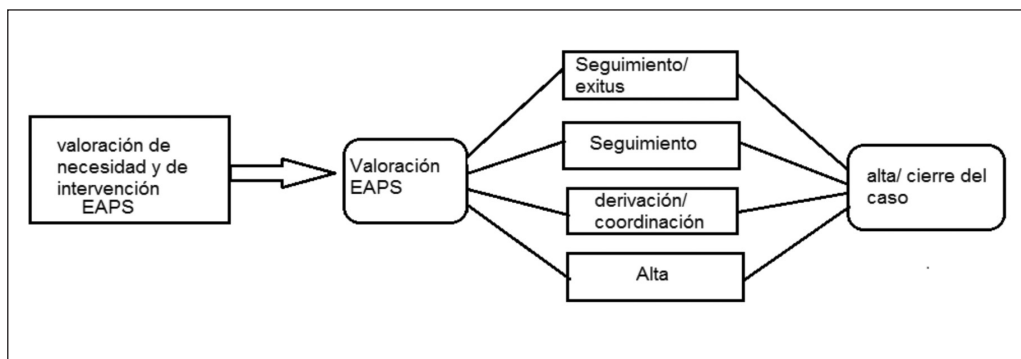 valoración de
necesidad y de
intervención
EAPS
Valoración
EAPS
Seguimiento/
exitus
Seguimiento
derivación/
coordinación
Alta
alta/ cierre del
caso